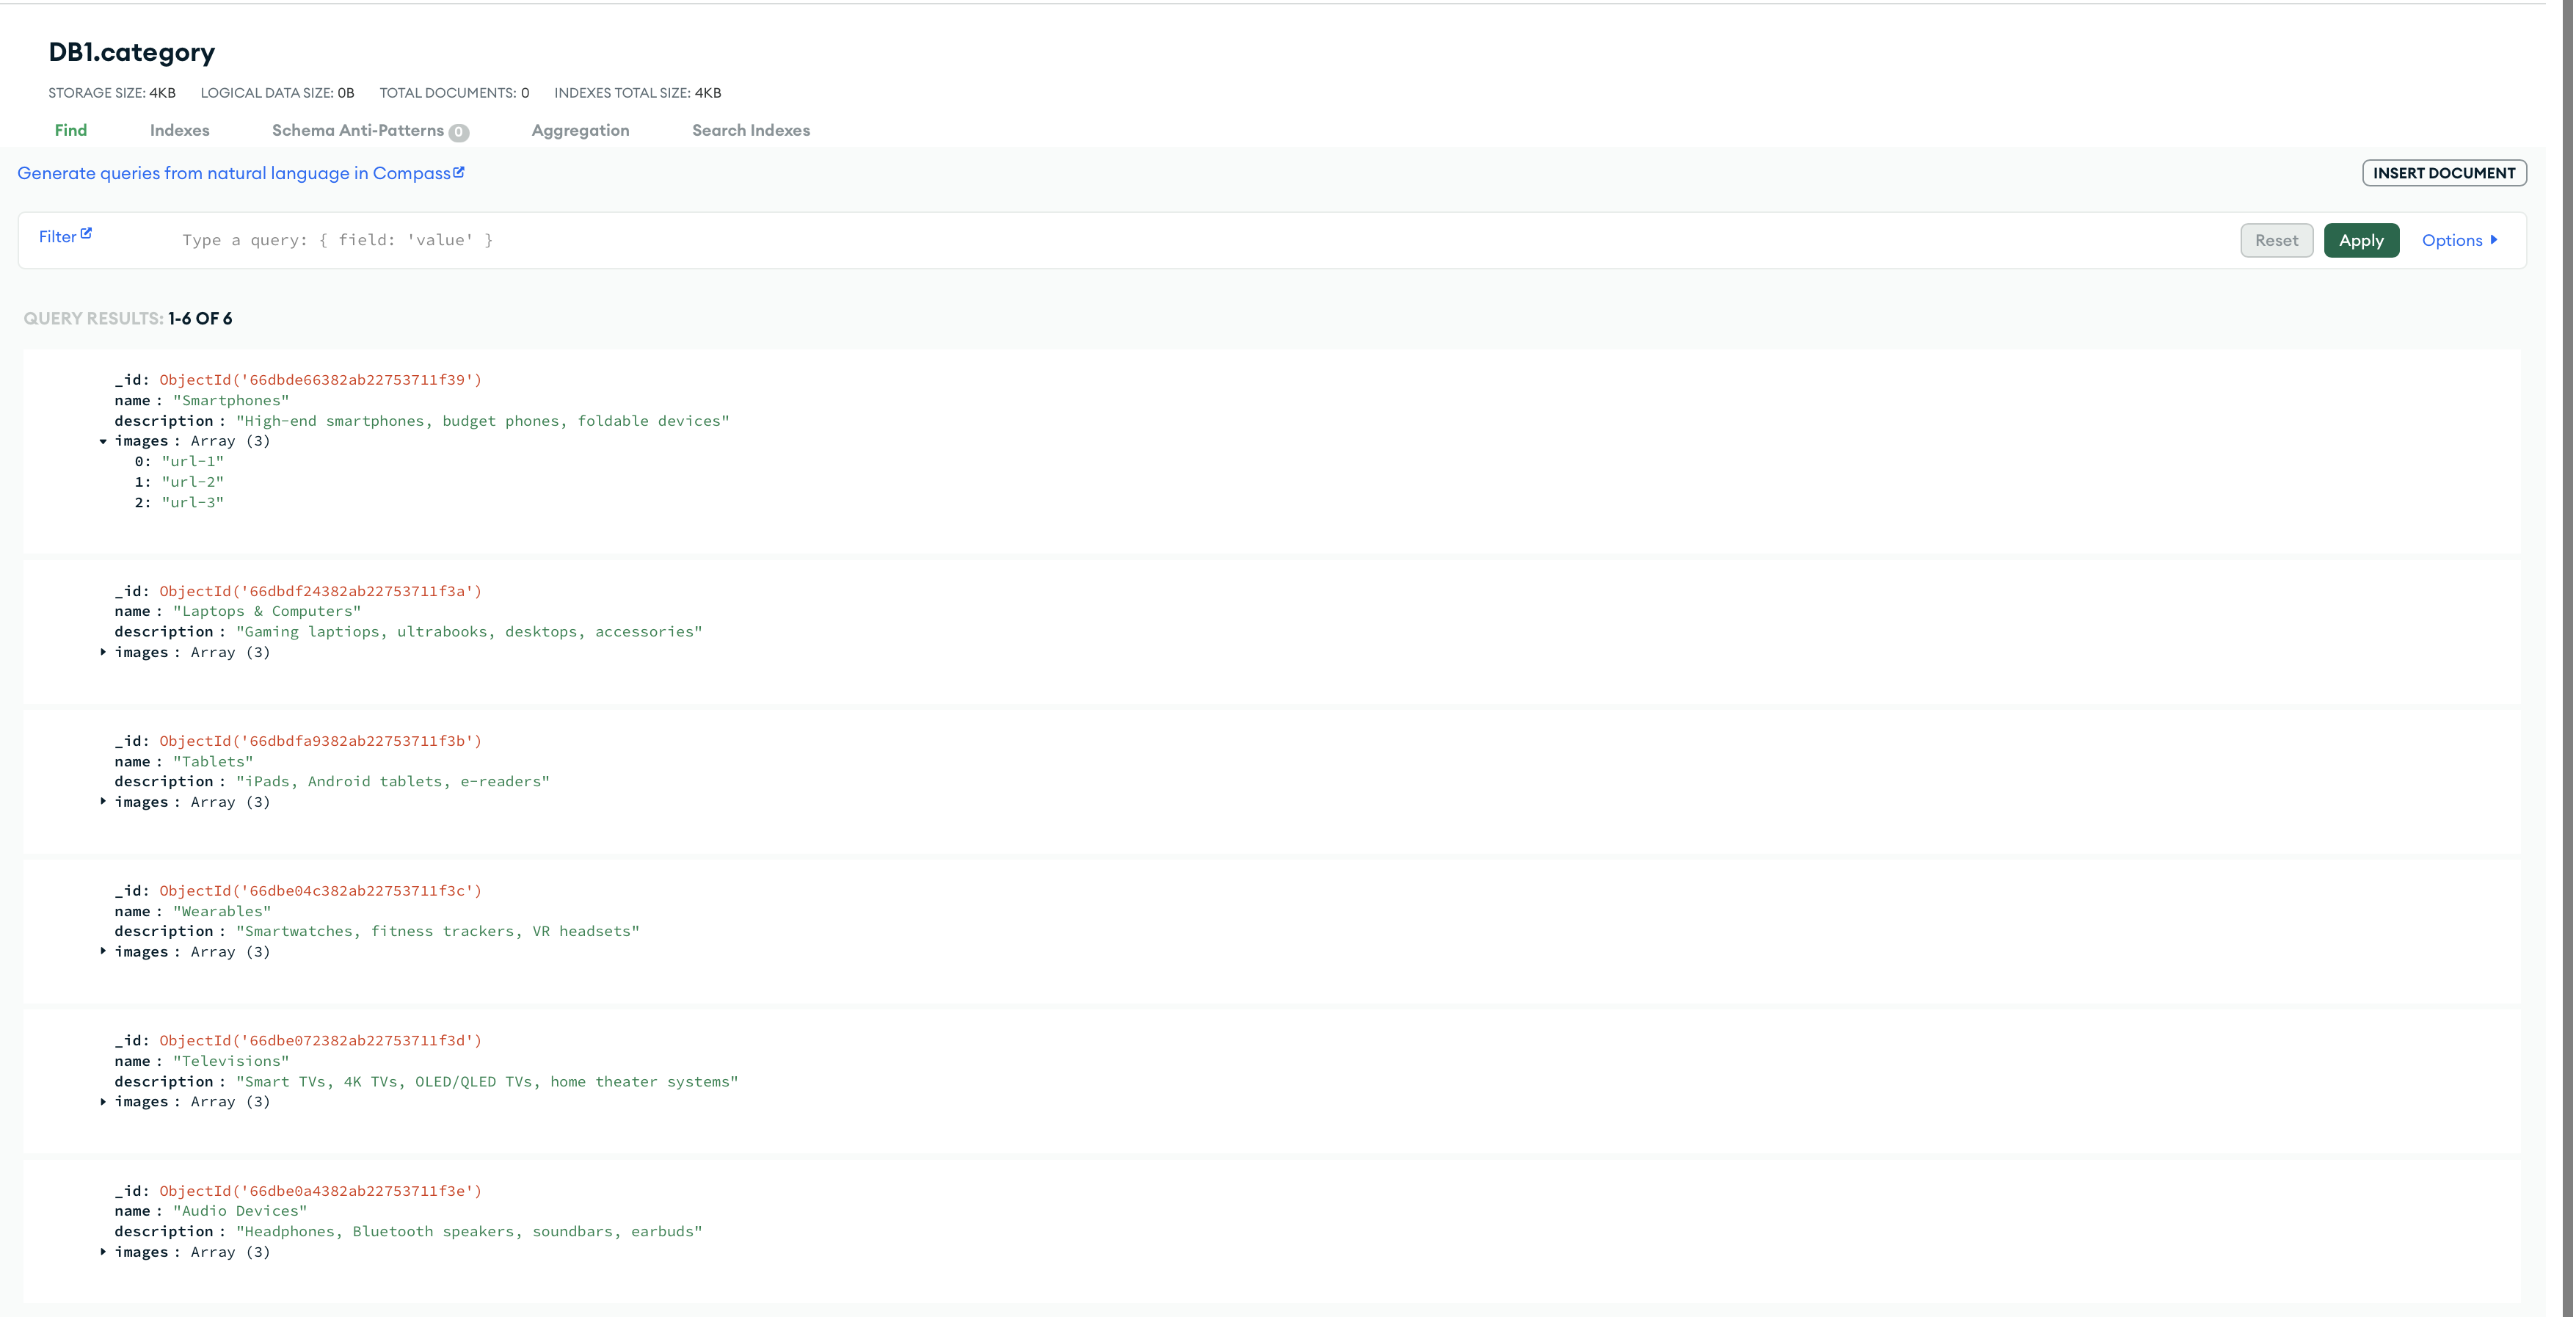 DB1.category
STORAGE SIZE: 4KB LOGICAL DATA SIZE: 0B TOTAL DOCUMENTS: 0 INDEXES TOTAL SIZE: 4KB
Find Indexes Schema Anti-Patterns 0 Aggregation Search Indexes
Generate queries from natural language in Compass
INSERT DOCUMENT
Filter Type a query: { field: 'value' } Reset Apply Options
QUERY RESULTS: 1-6 OF 6
_id: ObjectId('66dbde66382ab22753711f39')
name : "Smartphones"
description : "High-end smartphones, budget phones, foldable devices"
images : Array (3)
0: "url-1"
1: "url-2"
2: "url-3"
_id: ObjectId('66dbdf24382ab22753711f3a')
name : "Laptops & Computers"
description : "Gaming laptiops, ultrabooks, desktops, accessories"
images : Array (3)
_id: ObjectId('66dbdfa9382ab22753711f3b')
name : "Tablets"
description : "iPads, Android tablets, e-readers"
images : Array (3)
_id: ObjectId('66dbe04c382ab22753711f3c')
name : "Wearables"
description : "Smartwatches, fitness trackers, VR headsets"
images : Array (3)
_id: ObjectId('66dbe072382ab22753711f3d')
name : "Televisions"
description : "Smart TVs, 4K TVs, OLED/QLED TVs, home theater systems"
images : Array (3)
_id: ObjectId('66dbe0a4382ab22753711f3e')
name : "Audio Devices"
description : "Headphones, Bluetooth speakers, soundbars, earbuds"
images : Array (3)